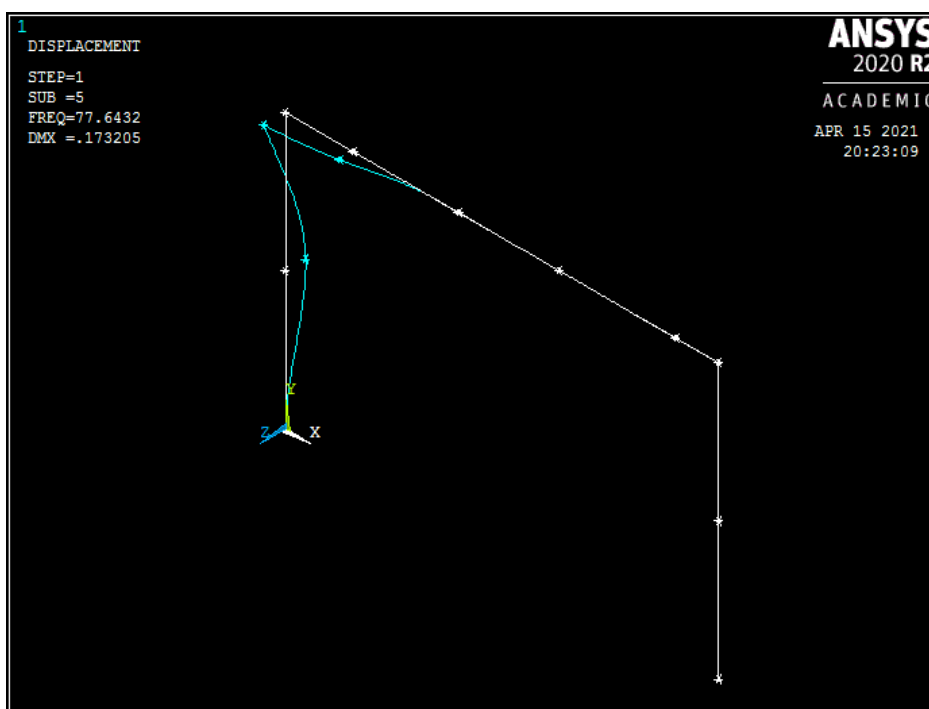 1
DISPLACEMENT
STEP=1
SUB =5
FREQ=77.6432
DMX =.173205
ANSYS
2020 R2
ACADEMIC
APR 15 2021
20:23:09
Y
Z
X